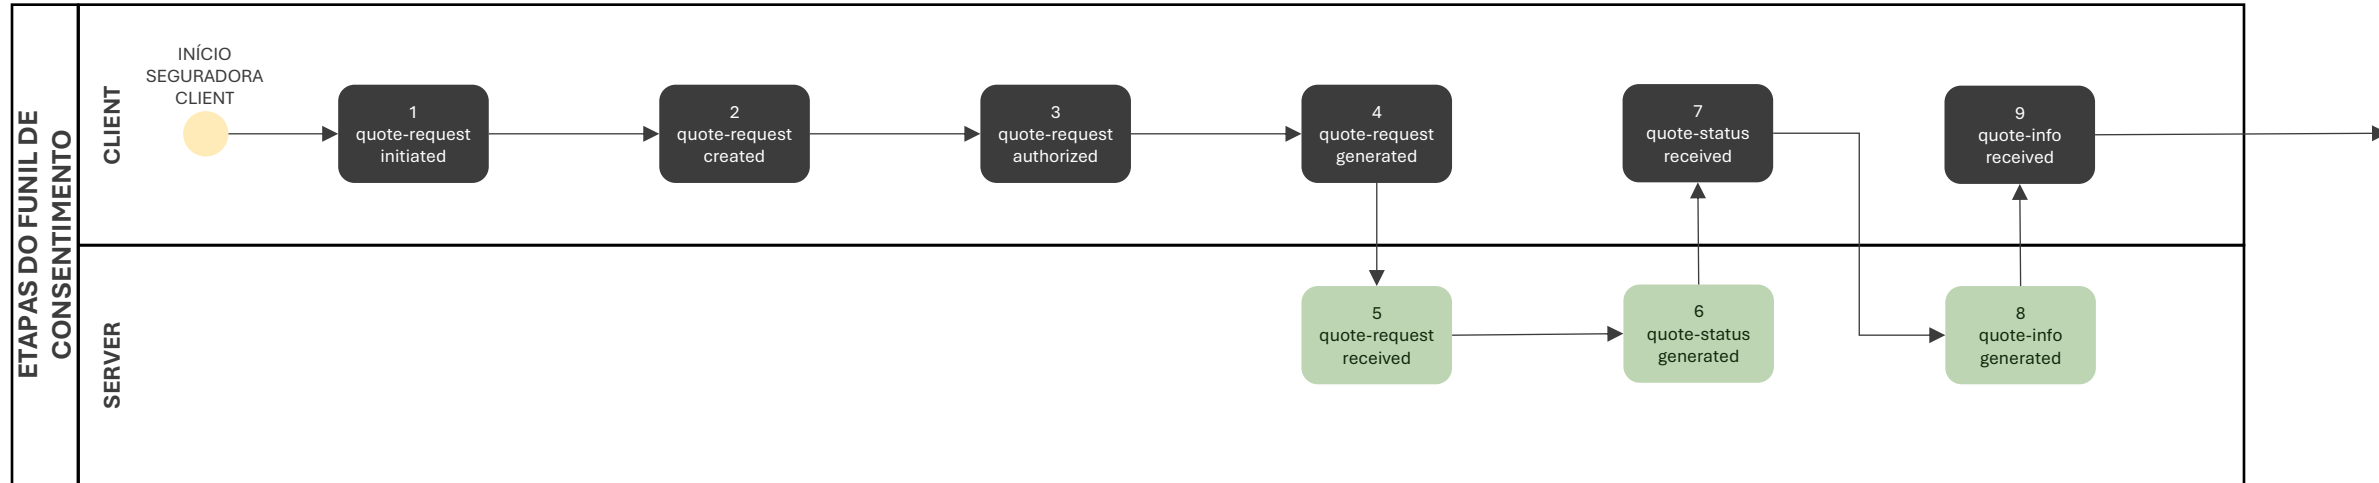 ETAPAS DO FUNIL DE
CONSENTIMENTO
CLIENT
INÍCIO
SEGURADORA
CLIENT
1
quote-request
initiated
2
quote-request
created
3
quote-request
authorized
4
quote-request
generated
7
quote-status
received
9
quote-info
received
SERVER
5
quote-request
received
6
quote-status
generated
8
quote-info
generated